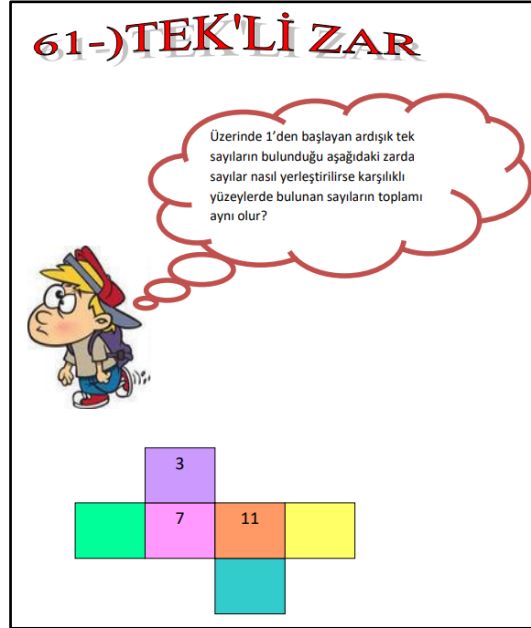 61-)TEK'Lİ ZAR
Üzerinde 1'den başlayan ardışık tek
sayıların bulunduğu aşağıdaki zarda
sayılar nasıl yerleştirilirse karşılıklı
yüzeylerde bulunan sayıların toplamı
aynı olur?
3
7 11